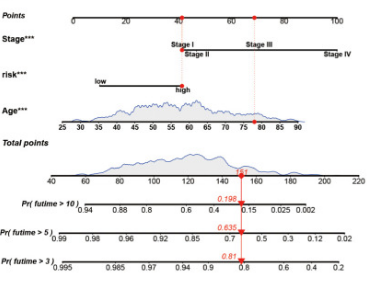 Points
0 20 40 60 80 100
Stage***
Stage I Stage III
Stage II Stage IV
risk***
low
high
Age***
25 30 35 40 45 50 55 60 65 70 75 80 85 90
Total points
40 60 80 100 120 140 160 180 200 220
151
0.198
Pr( futime > 10 )
0.94 0.88 0.8 0.6 0.4 0.15 0.025 0.002
0.635
Pr( futime > 5 )
0.99 0.98 0.96 0.92 0.85 0.7 0.5 0.3 0.12 0.02
0.81
Pr( futime > 3 )
0.995 0.985 0.97 0.94 0.9 0.8 0.6 0.4 0.2